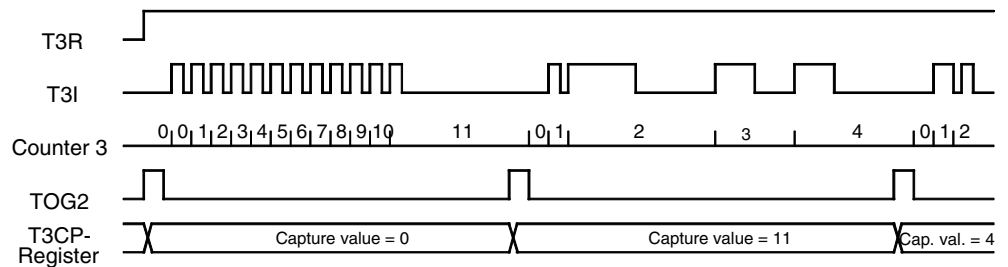 T3R
T3I
Counter 3 0 0 1 2 3 4 5 6 7 8 9 10 11 0 1 2 3 4 0 1 2
TOG2
T3CP-
Register
Capture value = 0 Capture value = 11 Cap. val. = 4